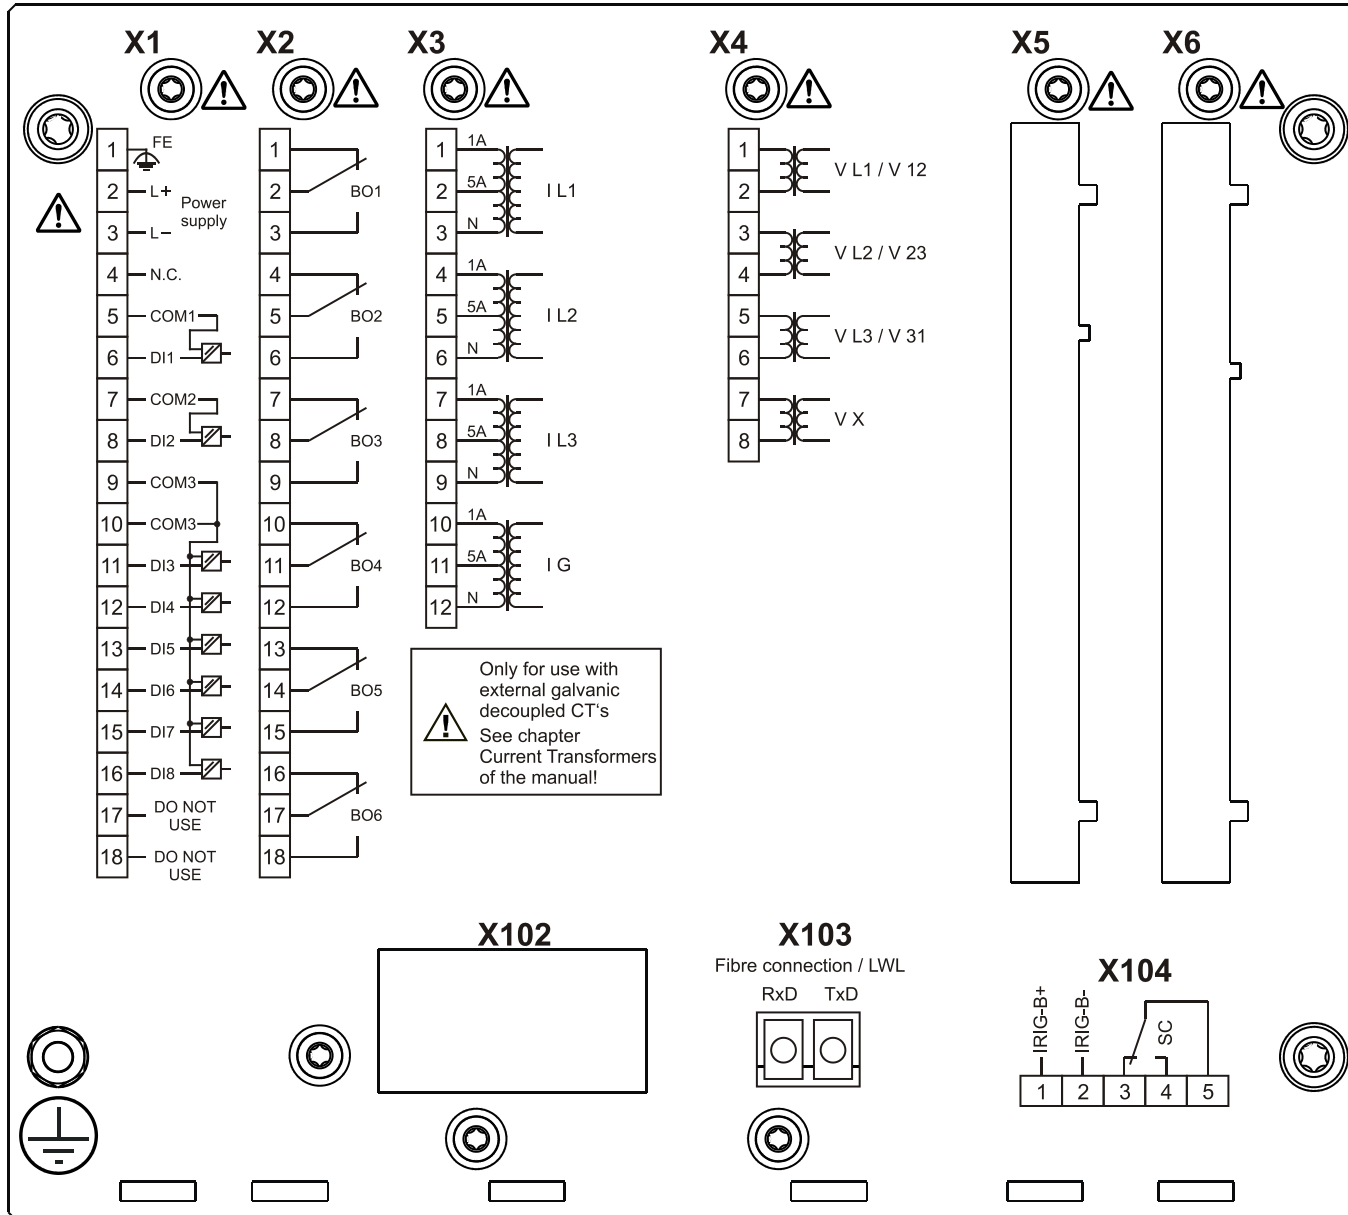 X1
X2
X3
X4
X5
X6
1 FE
2 L+
Power
supply
3 L−
4 N.C.
5 COM1
6 DI1
7 COM2
8 DI2
9 COM3
10 COM3
11 DI3
12 DI4
13 DI5
14 DI6
15 DI7
16 DI8
17 DO NOT
USE
18 DO NOT
USE
1
2 BO1
3
4
5 BO2
6
7
8 BO3
9
10
11 BO4
12
13
14 BO5
15
16
17 BO6
18
1 1A
2 5A I L1
3 N
4 1A
5 5A I L2
6 N
7 1A
8 5A I L3
9 N
10 1A
11 5A I G
12 N
Only for use with
external galvanic
decoupled CT‘s
See chapter
Current Transformers
of the manual!
1
V L1 / V 12
2
3
V L2 / V 23
4
5
V L3 / V 31
6
7
V X
8
X102
X103
Fibre connection / LWL
RxD TxD
X104
IRIG-B+
IRIG-B-
SC
1 2 3 4 5